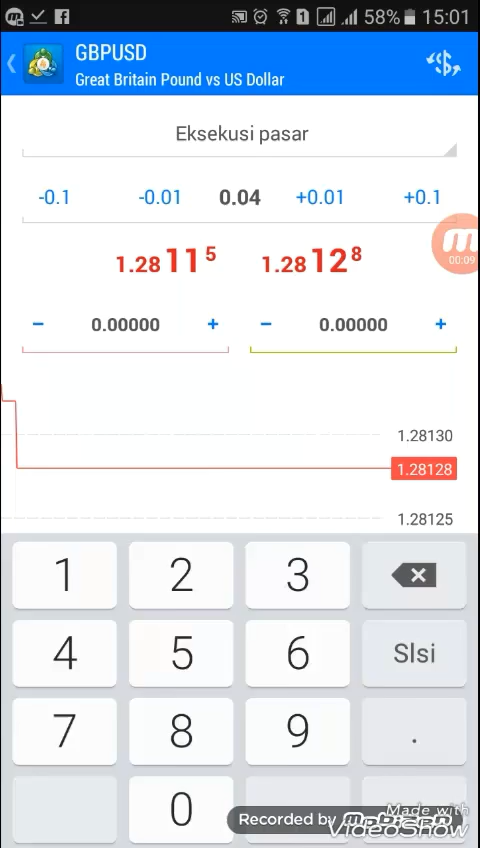 58% 15:01
GBPUSD
Great Britain Pound vs US Dollar
Eksekusi pasar
-0.1 -0.01 0.04 +0.01 +0.1
1.28115 1.28128
00:09
− 0.00000 + − 0.00000 +
1.28130
1.28128
1.28125
1 2 3
4 5 6 Slsi
7 8 9 .
0
Made with
Recorded by
VideoShow